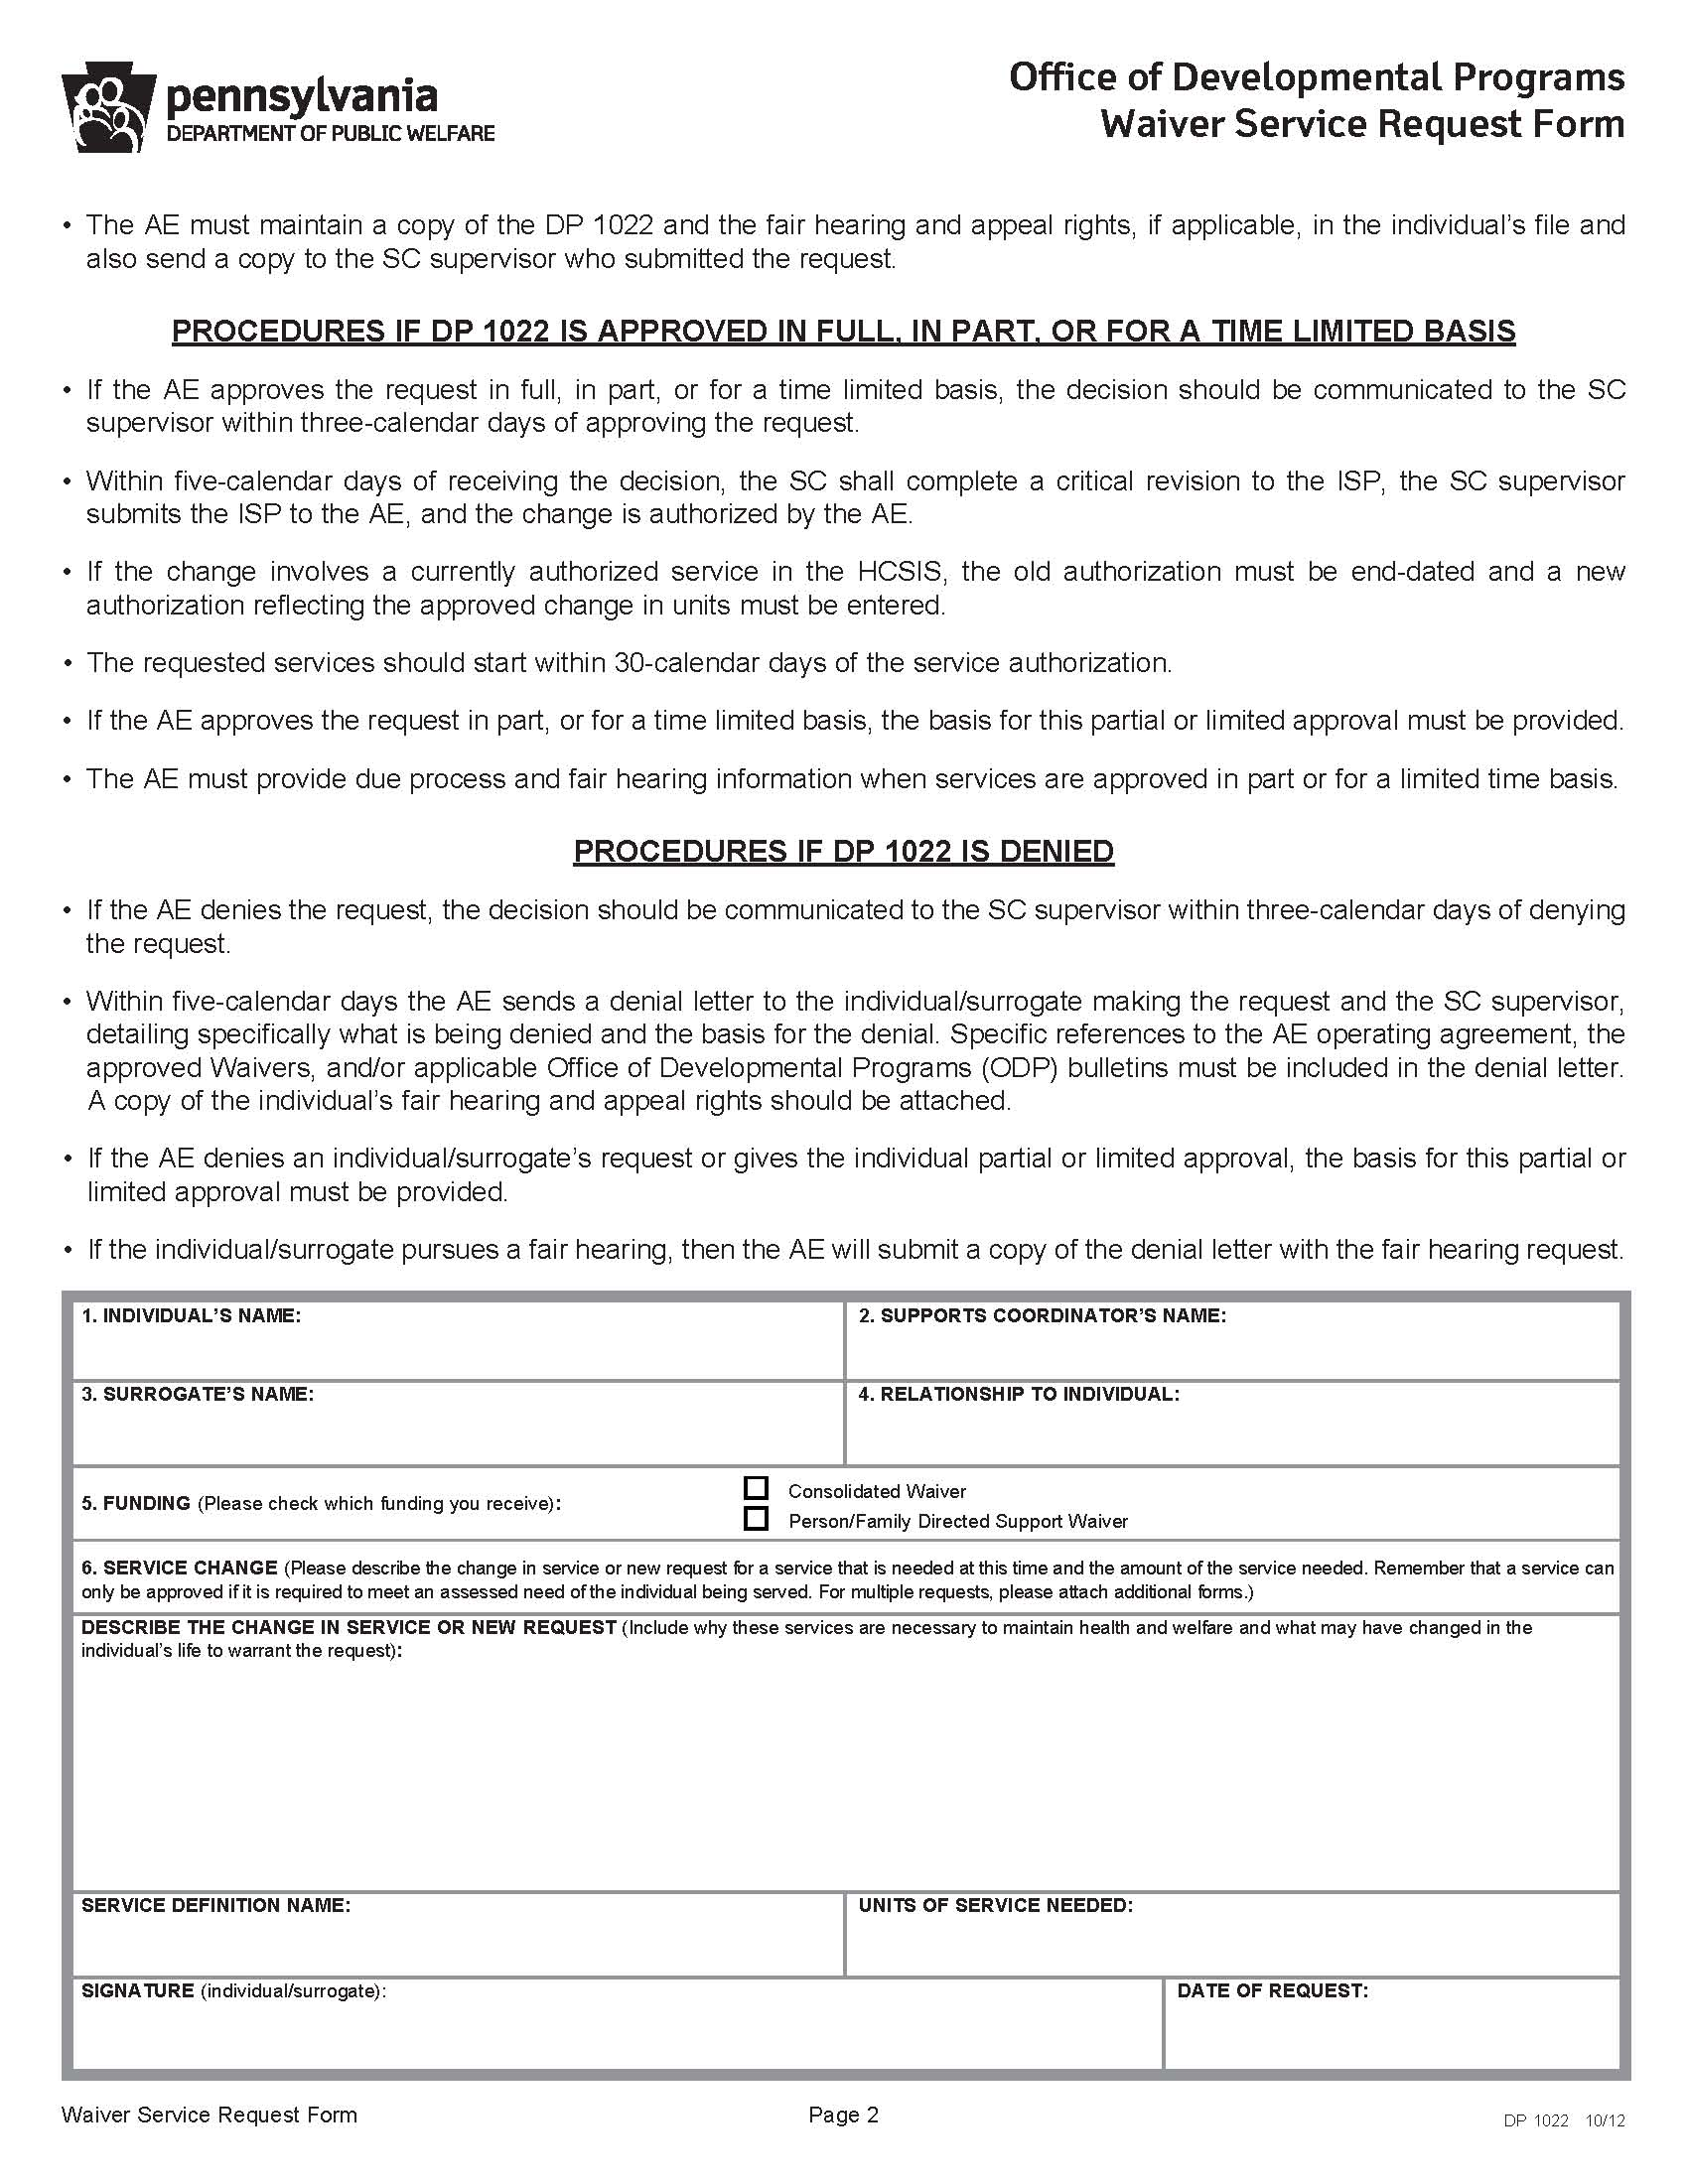 pennsylvania
DEPARTMENT OF PUBLIC WELFARE
Office of Developmental Programs
Waiver Service Request Form
• The AE must maintain a copy of the DP 1022 and the fair hearing and appeal rights, if applicable, in the individual’s file and
also send a copy to the SC supervisor who submitted the request.
PROCEDURES IF DP 1022 IS APPROVED IN FULL, IN PART, OR FOR A TIME LIMITED BASIS
• If the AE approves the request in full, in part, or for a time limited basis, the decision should be communicated to the SC
supervisor within three-calendar days of approving the request.
• Within five-calendar days of receiving the decision, the SC shall complete a critical revision to the ISP, the SC supervisor
submits the ISP to the AE, and the change is authorized by the AE.
• If the change involves a currently authorized service in the HCSIS, the old authorization must be end-dated and a new
authorization reflecting the approved change in units must be entered.
• The requested services should start within 30-calendar days of the service authorization.
• If the AE approves the request in part, or for a time limited basis, the basis for this partial or limited approval must be provided.
• The AE must provide due process and fair hearing information when services are approved in part or for a limited time basis.
PROCEDURES IF DP 1022 IS DENIED
• If the AE denies the request, the decision should be communicated to the SC supervisor within three-calendar days of denying
the request.
• Within five-calendar days the AE sends a denial letter to the individual/surrogate making the request and the SC supervisor,
detailing specifically what is being denied and the basis for the denial. Specific references to the AE operating agreement, the
approved Waivers, and/or applicable Office of Developmental Programs (ODP) bulletins must be included in the denial letter.
A copy of the individual’s fair hearing and appeal rights should be attached.
• If the AE denies an individual/surrogate’s request or gives the individual partial or limited approval, the basis for this partial or
limited approval must be provided.
• If the individual/surrogate pursues a fair hearing, then the AE will submit a copy of the denial letter with the fair hearing request.
1. INDIVIDUAL’S NAME:
2. SUPPORTS COORDINATOR’S NAME:
3. SURROGATE’S NAME:
4. RELATIONSHIP TO INDIVIDUAL:
5. FUNDING (Please check which funding you receive):
Consolidated Waiver
Person/Family Directed Support Waiver
6. SERVICE CHANGE (Please describe the change in service or new request for a service that is needed at this time and the amount of the service needed. Remember that a service can
only be approved if it is required to meet an assessed need of the individual being served. For multiple requests, please attach additional forms.)
DESCRIBE THE CHANGE IN SERVICE OR NEW REQUEST (Include why these services are necessary to maintain health and welfare and what may have changed in the
individual’s life to warrant the request):
SERVICE DEFINITION NAME:
UNITS OF SERVICE NEEDED:
SIGNATURE (individual/surrogate):
DATE OF REQUEST:
Waiver Service Request Form
Page 2
DP 1022 10/12